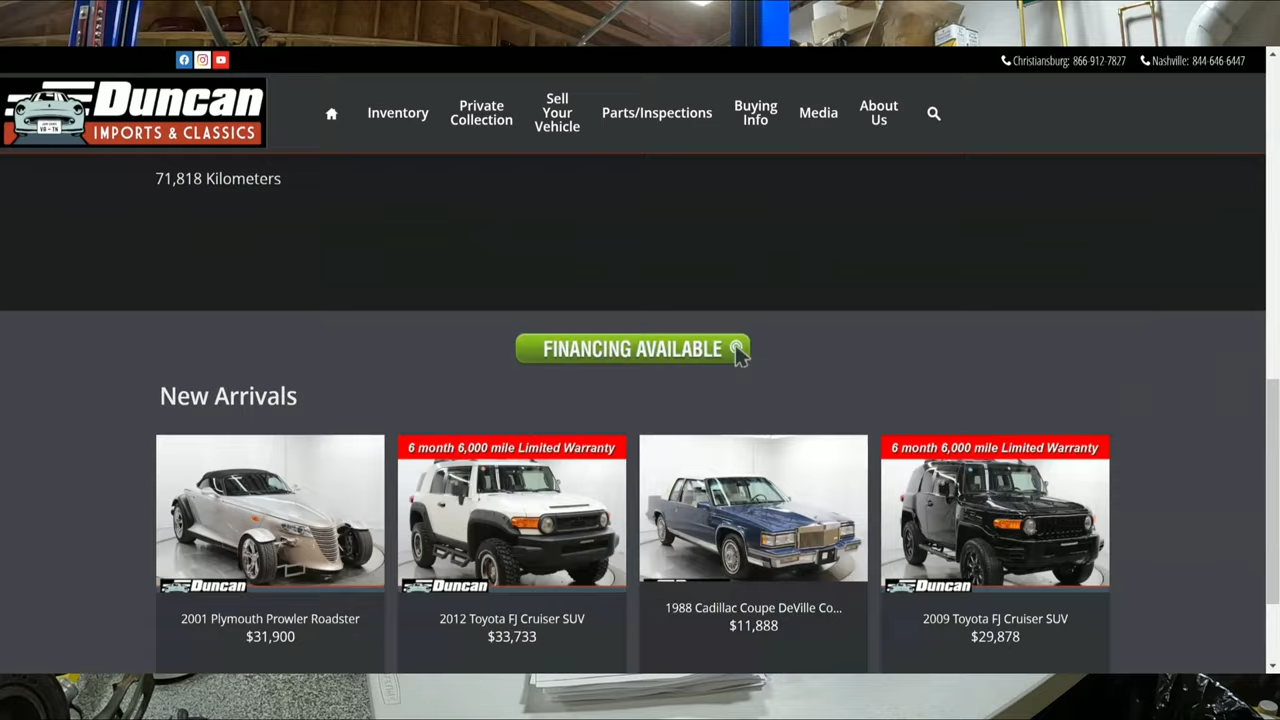 Christiansburg: 866-912-7827
Nashville: 844-646-6447
Duncan
IMPORTS & CLASSICS
Inventory
Private
Collection
Sell
Your
Vehicle
Parts/Inspections
Buying
Info
Media
About
Us
71,818 Kilometers
FINANCING AVAILABLE
New Arrivals
6 month 6,000 mile Limited Warranty
6 month 6,000 mile Limited Warranty
Duncan
Duncan
Duncan
2001 Plymouth Prowler Roadster
$31,900
2012 Toyota FJ Cruiser SUV
$33,733
1988 Cadillac Coupe DeVille Co...
$11,888
2009 Toyota FJ Cruiser SUV
$29,878